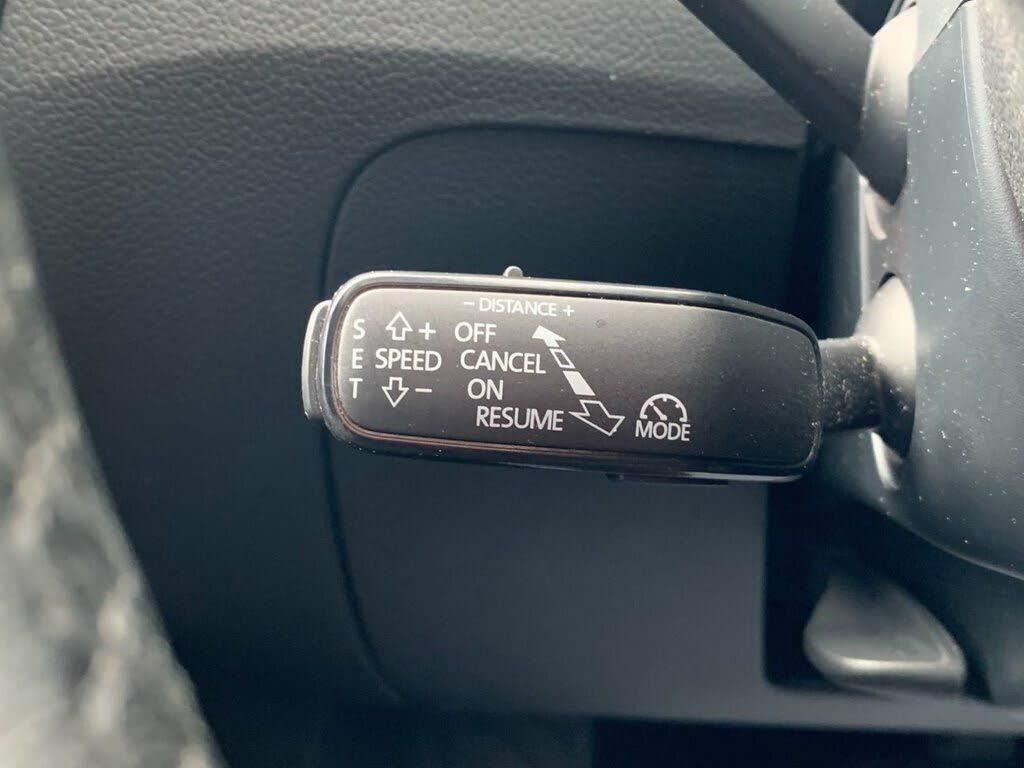 - DISTANCE +
S + OFF
E SPEED CANCEL
T - ON
RESUME
MODE